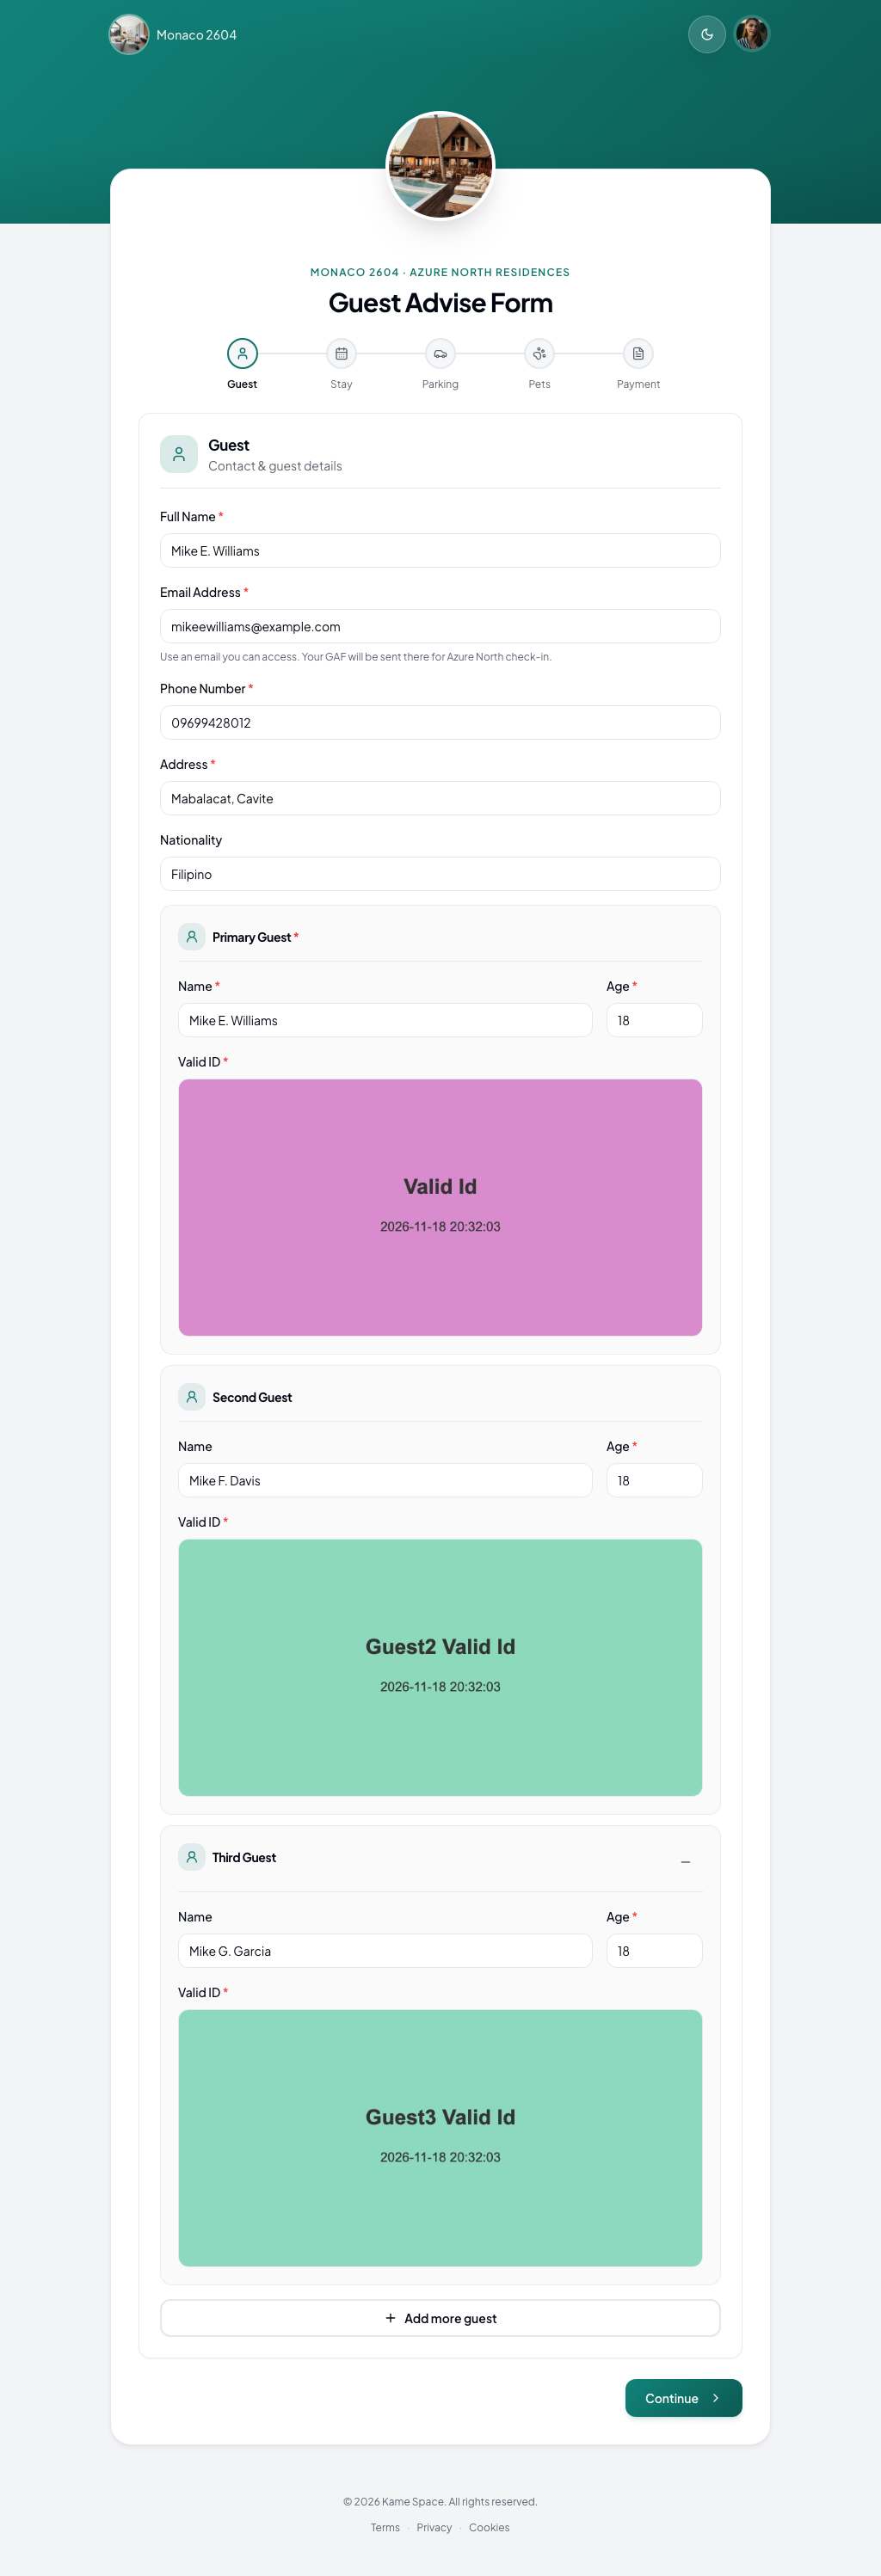 Monaco 2604
MONACO 2604 · AZURE NORTH RESIDENCES
Guest Advise Form
Guest
Stay
Parking
Pets
Payment
Guest
Contact & guest details
Full Name *
Mike E. Williams
Email Address *
mikeewilliams@example.com
Use an email you can access. Your GAF will be sent there for Azure North check-in.
Phone Number *
09699428012
Address *
Mabalacat, Cavite
Nationality
Filipino
Primary Guest *
Name *
Age *
Mike E. Williams
18
Valid ID *
Valid Id
2026-11-18 20:32:03
Second Guest
Name
Age *
Mike F. Davis
18
Valid ID *
Guest2 Valid Id
2026-11-18 20:32:03
Third Guest
Name
Age *
Mike G. Garcia
18
Valid ID *
Guest3 Valid Id
2026-11-18 20:32:03
+ Add more guest
Continue
© 2026 Kame Space. All rights reserved.
Terms · Privacy · Cookies